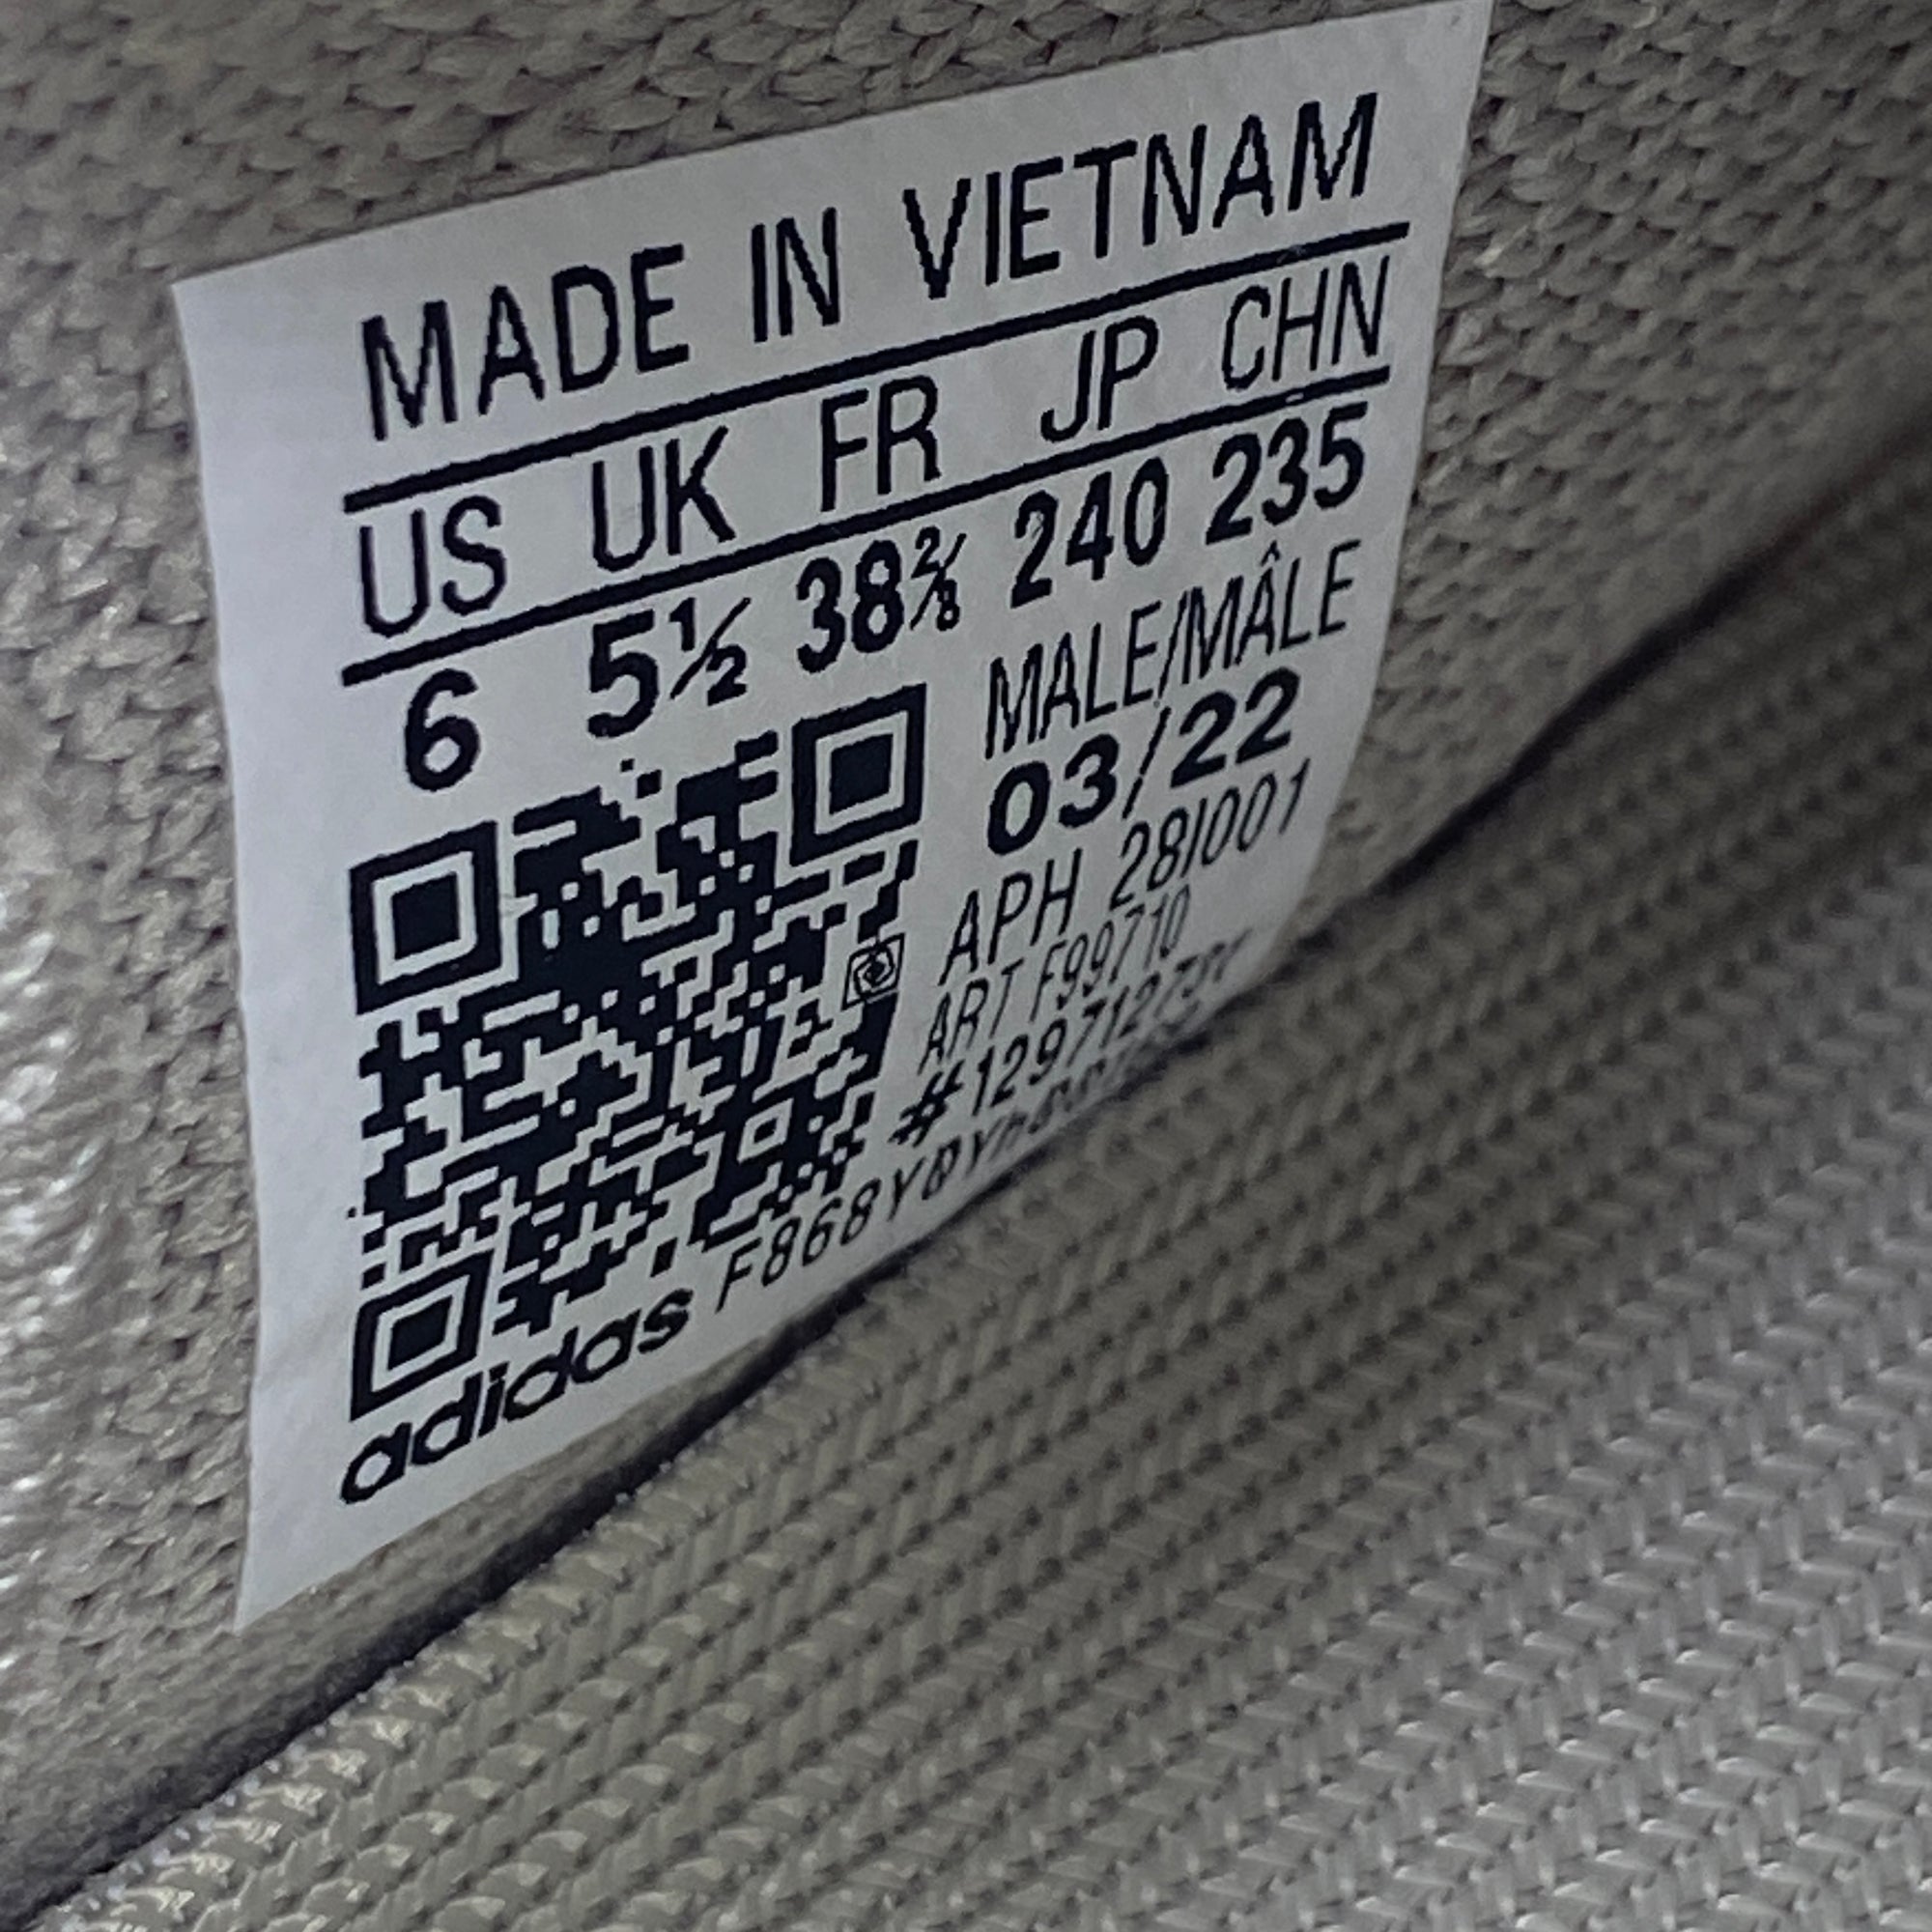 MADE IN VIETNAM
US UK FR JP CHN
6 5½ 38⅔ 240 235
MALE/MÂLE
03/22
APH 28I001
ART F99710
adidas